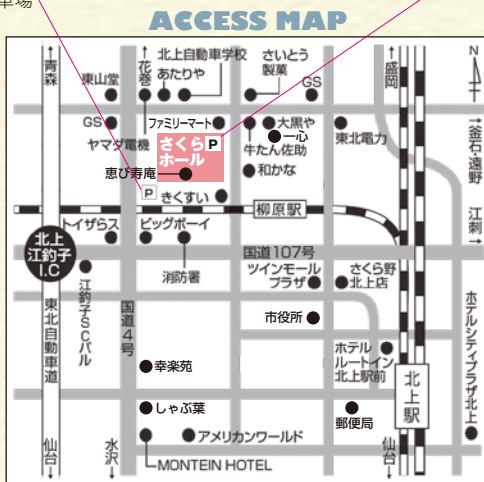 車場
ACCESS MAP
↑青森
↑花巻
北上自動車学校
さいとう
製菓
↑盛岡
N
東山堂
あたりや
GS
GS
ファミリーマート
大黒や
一心
東北電力
釜石・遠野→
ヤマダ電機
さくら
ホール
P
牛たん佐助
恵び寿庵
和かな
P
きくすい
柳原駅
江刺→
トイザらス
ビッグボーイ
北上
江釣子
I.C
国道107号
消防署
ツインモール
プラザ
さくら野
北上店
江釣子SCパル
東北自動車道
国道4号
市役所
ホテルシティプラザ北上
ホテル
ルートイン
北上駅前
幸楽苑
北上駅
しゃぶ葉
郵便局
アメリカンワールド
仙台↓
水沢↓
仙台↓
MONTEIN HOTEL